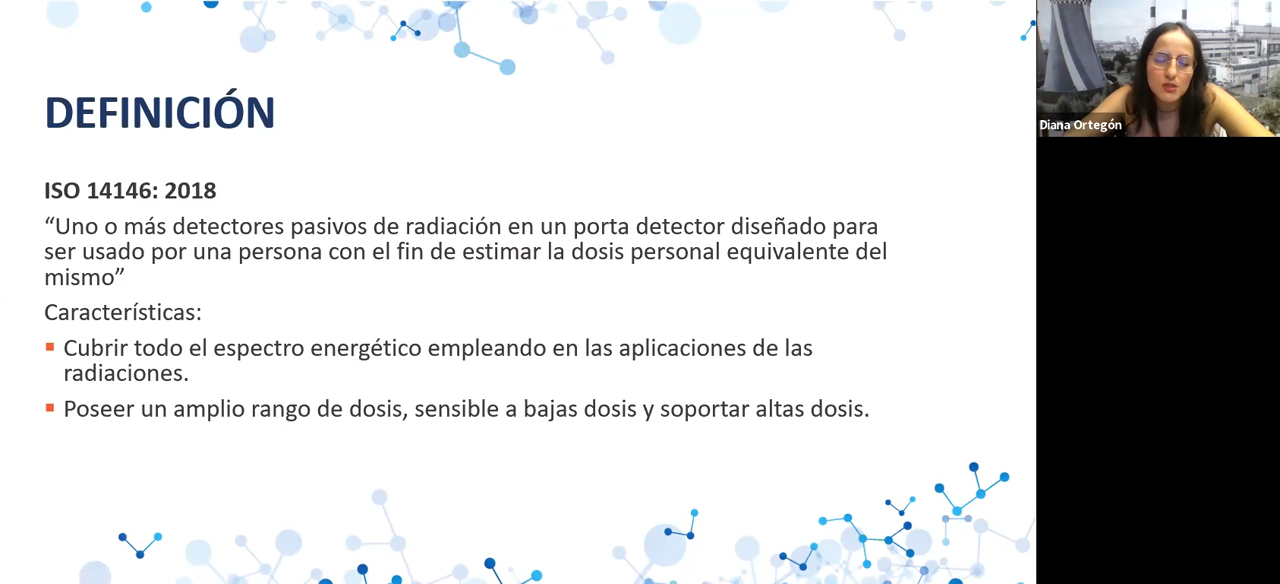 DEFINICIÓN
ISO 14146: 2018
“Uno o más detectores pasivos de radiación en un porta detector diseñado para
ser usado por una persona con el fin de estimar la dosis personal equivalente del
mismo”
Características:
Cubrir todo el espectro energético empleando en las aplicaciones de las
radiaciones.
Poseer un amplio rango de dosis, sensible a bajas dosis y soportar altas dosis.
Diana Ortegón